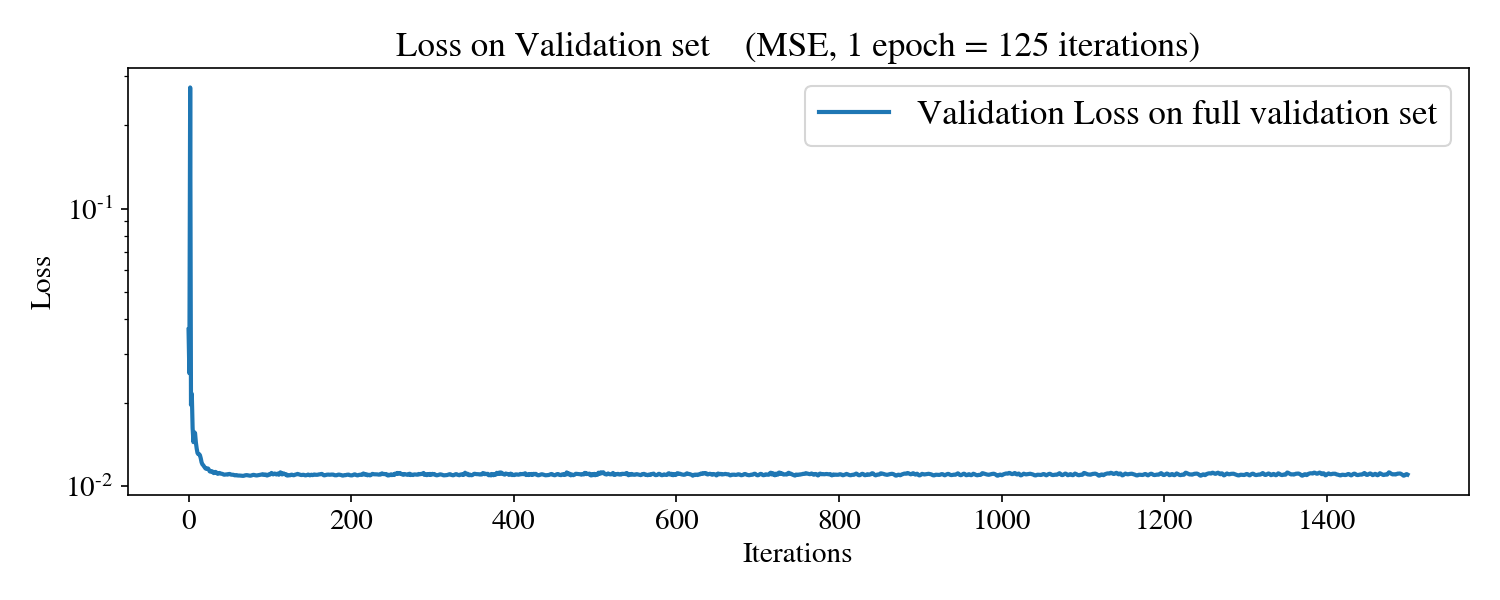 Loss on Validation set (MSE, 1 epoch = 125 iterations)
Validation Loss on full validation set
10-1
10-2
Loss
0 200 400 600 800 1000 1200 1400
Iterations